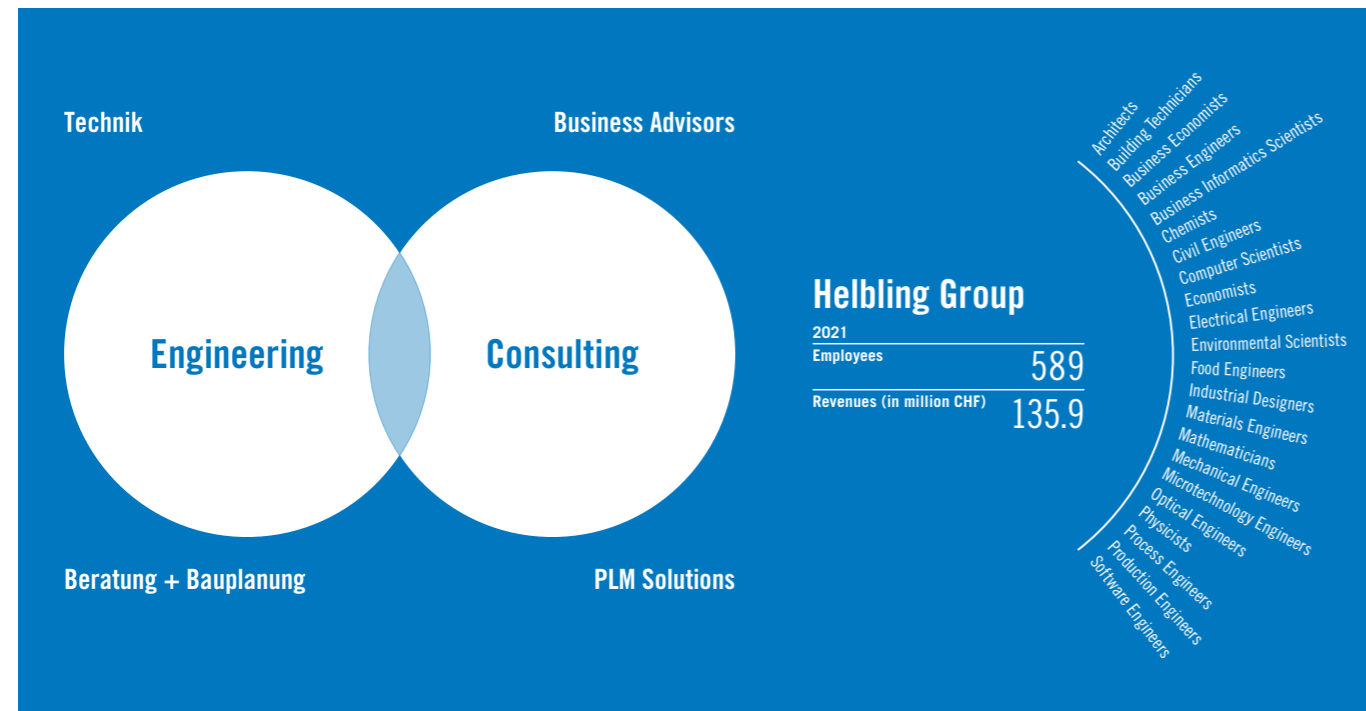 Technik
Business Advisors
Engineering
Consulting
Beratung + Bauplanung
PLM Solutions
Helbling Group
2021
Employees
589
Revenues (in million CHF)
135.9
Architects
Building Technicians
Business Economists
Business Engineers
Business Informatics Scientists
Chemists
Civil Engineers
Computer Scientists
Economists
Electrical Engineers
Environmental Scientists
Food Engineers
Industrial Designers
Materials Engineers
Mathematicians
Mechanical Engineers
Microtechnology Engineers
Optical Engineers
Physicists
Process Engineers
Production Engineers
Software Engineers